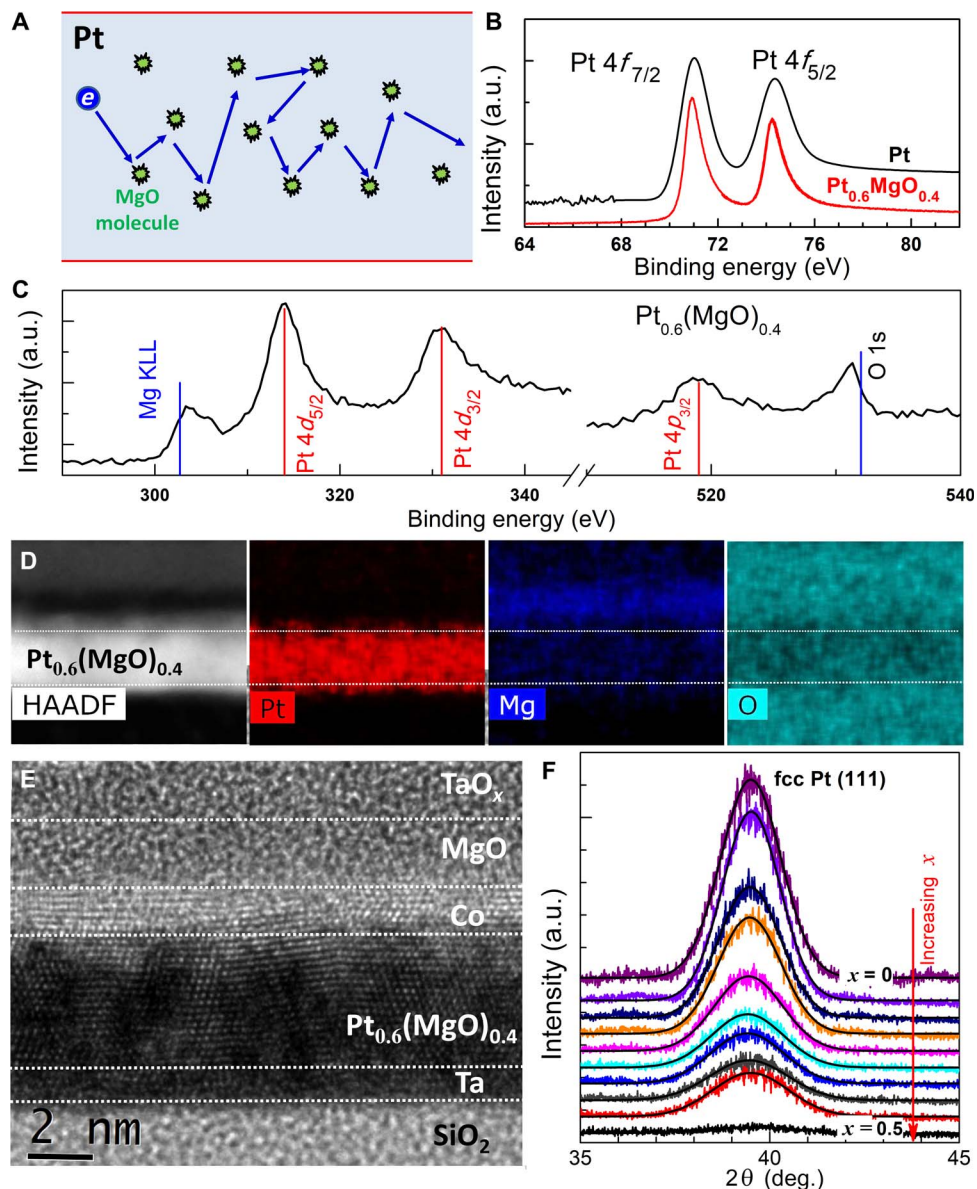 A
Pt
e
MgO
molecule
B
Intensity (a.u.)
Pt 4f7/2
Pt 4f5/2
Pt
Pt0.6MgO0.4
64 68 72 76 80
Binding energy (eV)
C
Intensity (a.u.)
Mg KLL
Pt 4d5/2
Pt 4d3/2
Pt0.6(MgO)0.4
Pt 4p3/2
O 1s
300 320 340 520 540
Binding energy (eV)
D
Pt0.6(MgO)0.4
HAADF
Pt
Mg
O
E
TaOx
MgO
Co
Pt0.6(MgO)0.4
Ta
2 nm
SiO2
F
fcc Pt (111)
Intensity (a.u.)
Increasing x
x = 0
x = 0.5
35 40 45
2θ (deg.)